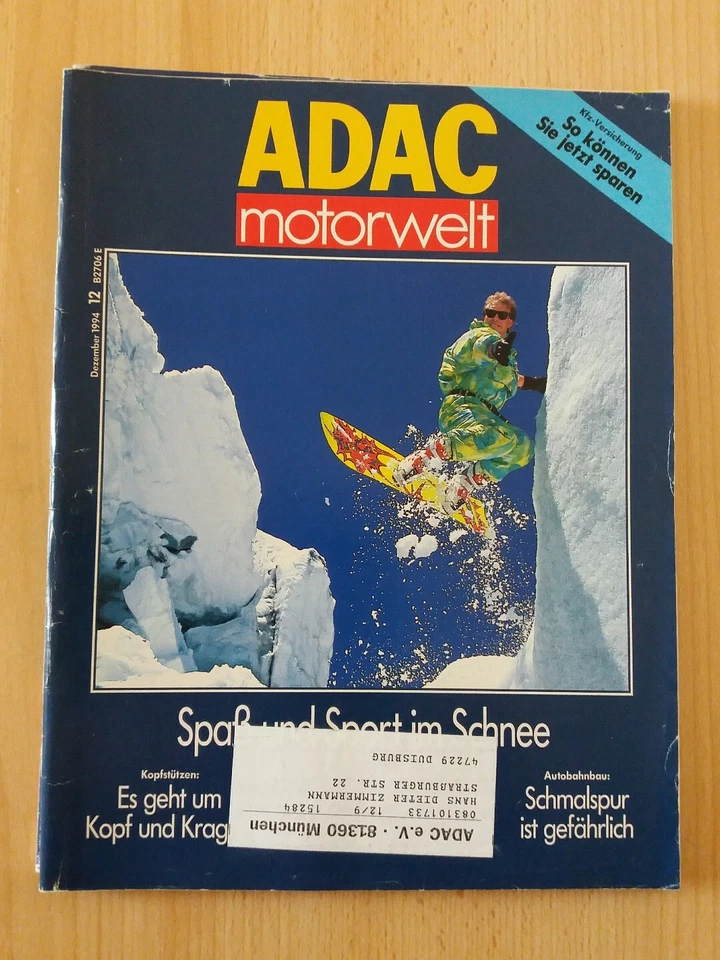 ADAC
motorwelt
Kfz-Versicherung
So können
Sie jetzt sparen
Dezember 1994 12 B2706 E
Spaß und Sport im Schnee
Kopfstützen:
Es geht um
Kopf und Krag
Autobahnbau:
Schmalspur
ist gefährlich
ADAC e.V. · 81360 München
083101733 12/9 15284
HANS DIETER ZIMMERMANN
STRAßBURGER STR. 22
47229 DUISBURG